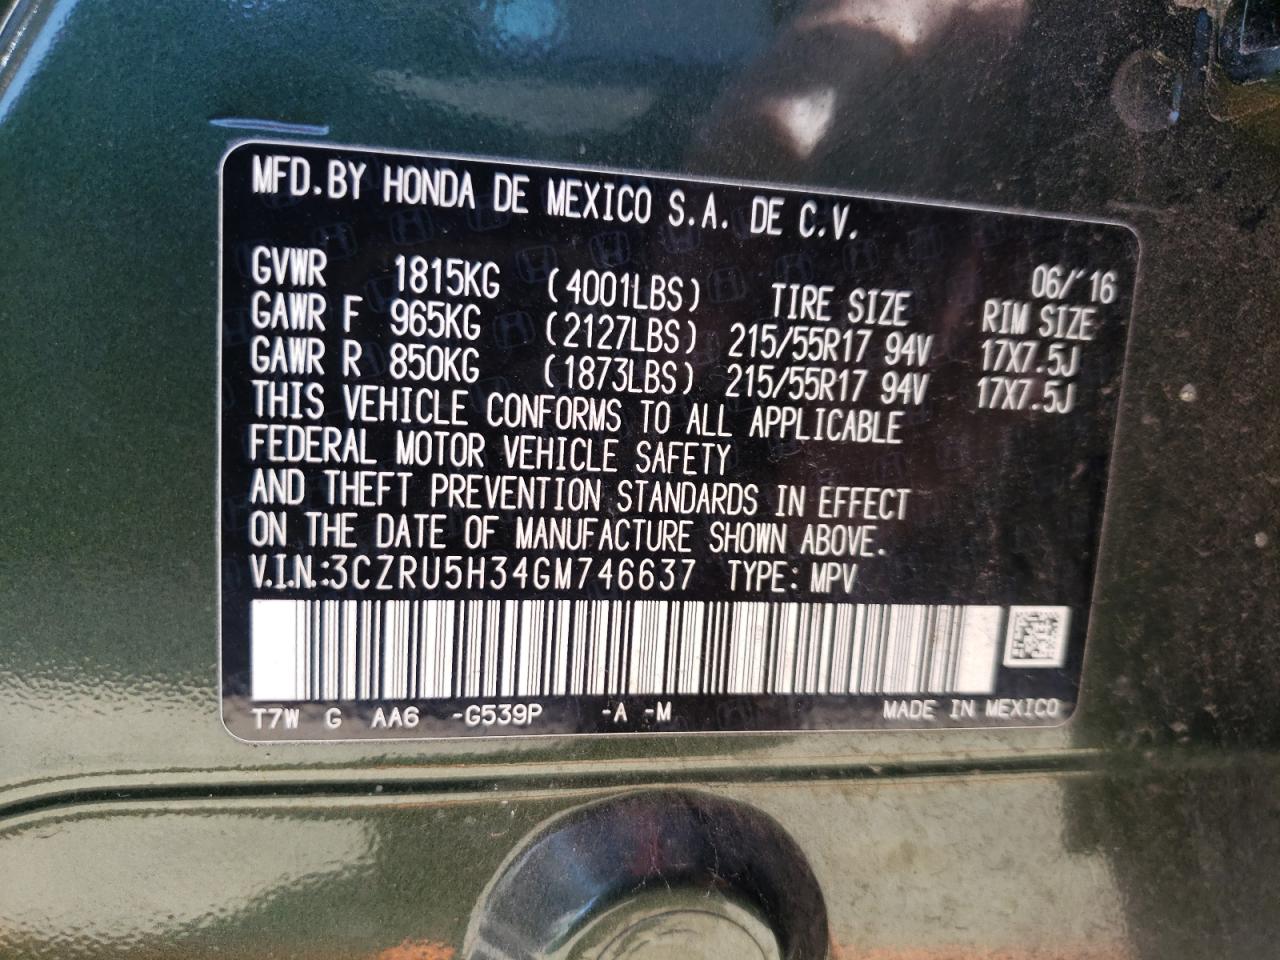 MFD.BY HONDA DE MEXICO S.A. DE C.V.
06/'16
GVWR 1815KG (4001LBS) TIRE SIZE RIM SIZE
GAWR F 965KG (2127LBS) 215/55R17 94V 17X7.5J
GAWR R 850KG (1873LBS) 215/55R17 94V 17X7.5J
THIS VEHICLE CONFORMS TO ALL APPLICABLE
FEDERAL MOTOR VEHICLE SAFETY
AND THEFT PREVENTION STANDARDS IN EFFECT
ON THE DATE OF MANUFACTURE SHOWN ABOVE.
V.I.N.:3CZRU5H34GM746637 TYPE: MPV
T7W G AA6 -G539P -A -M MADE IN MEXICO